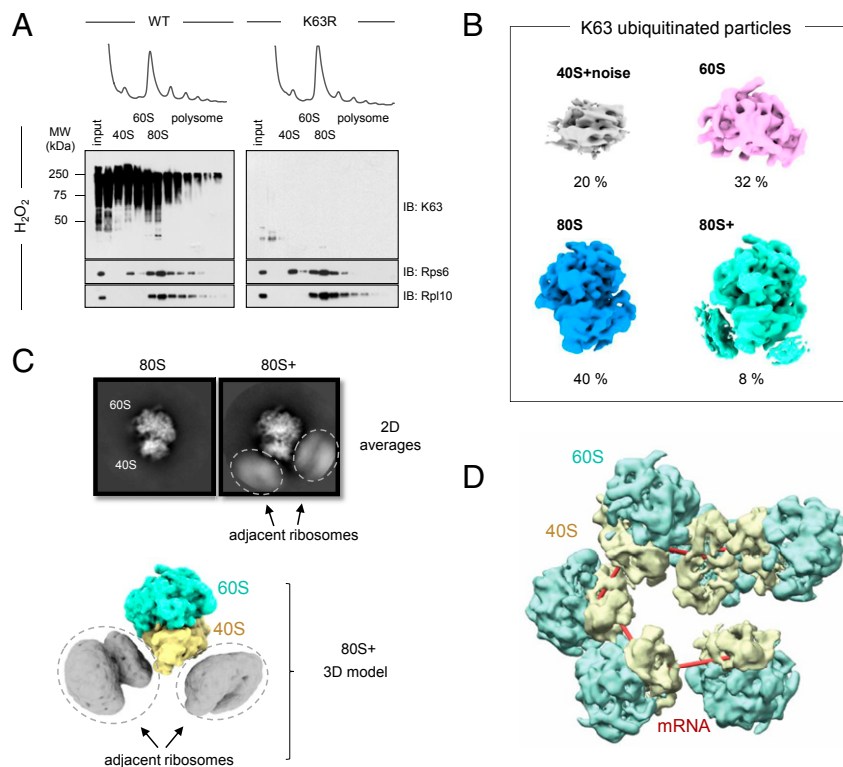 A
WT
K63R
60S
polysome
60S
polysome
input
40S
80S
input
40S
80S
MW
(kDa)
250
75
50
H2O2
IB: K63
IB: Rps6
IB: Rpl10
B
K63 ubiquitinated particles
40S+noise
60S
20 %
32 %
80S
80S+
40 %
8 %
C
80S
80S+
60S
40S
2D
averages
adjacent ribosomes
60S
40S
80S+
3D model
adjacent ribosomes
D
60S
40S
mRNA